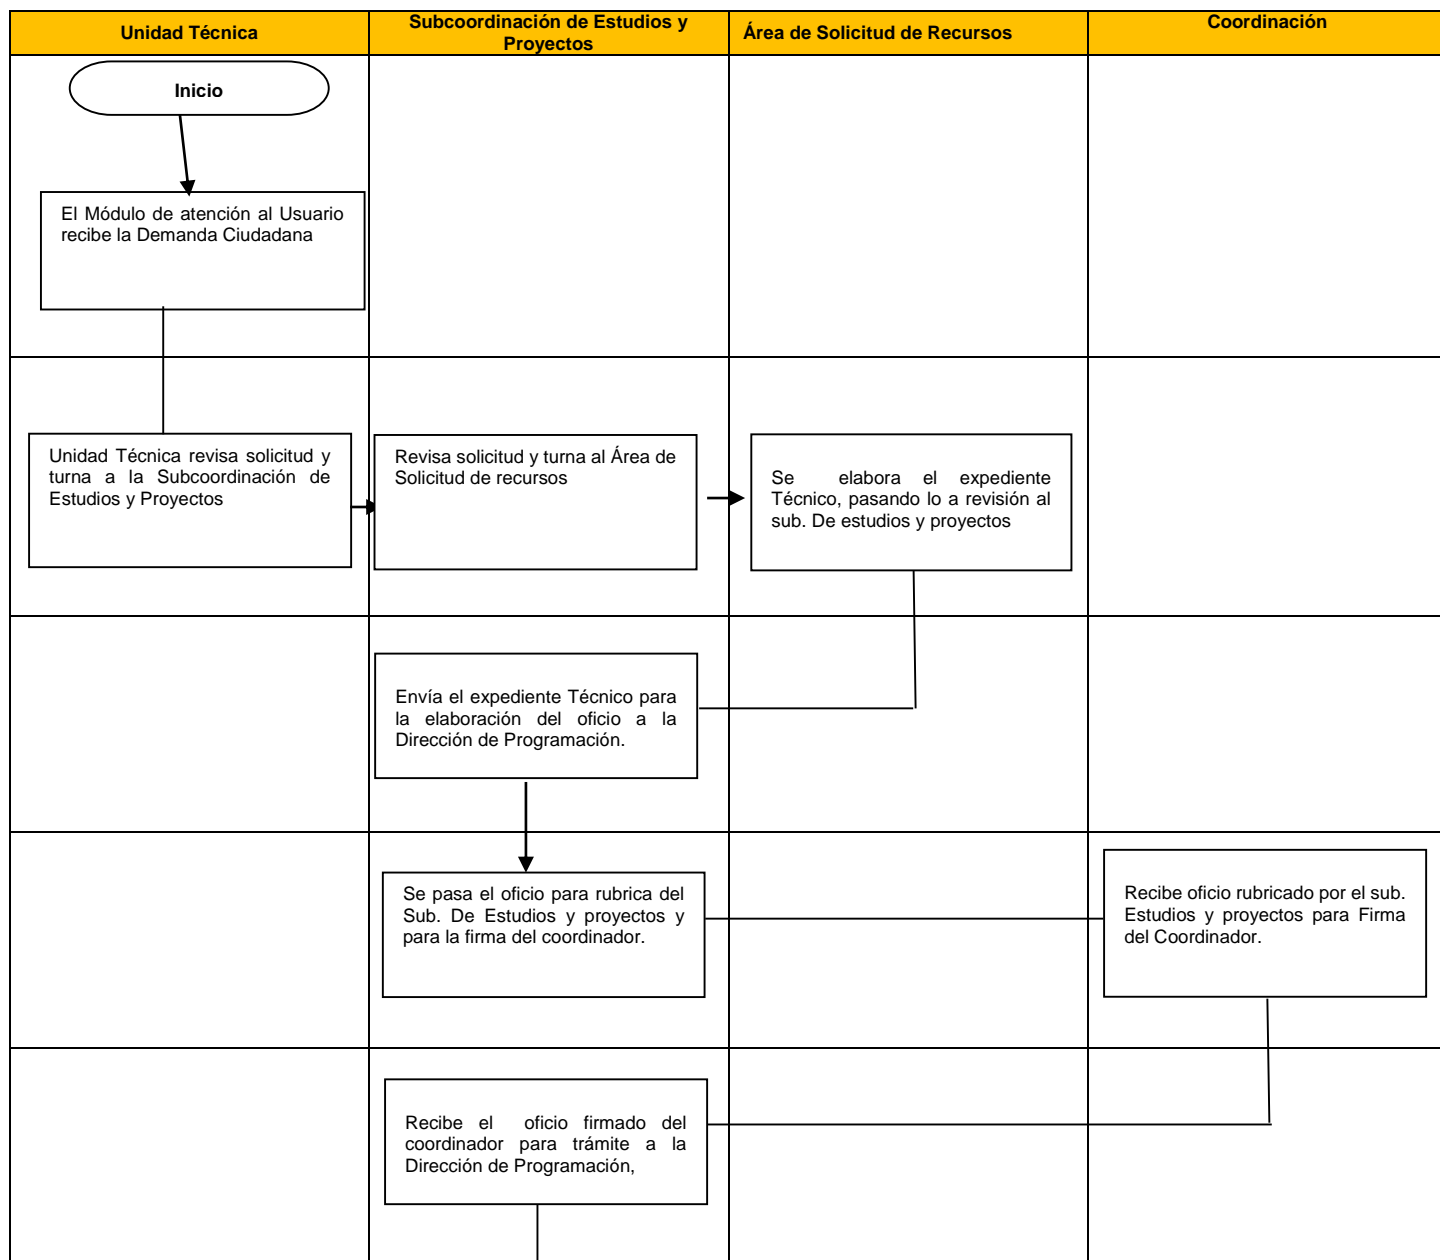 Unidad Técnica
Subcoordinación de Estudios y
Proyectos
Área de Solicitud de Recursos
Coordinación
Inicio
El Módulo de atención al Usuario
recibe la Demanda Ciudadana
Unidad Técnica revisa solicitud y
turna a la Subcoordinación de
Estudios y Proyectos
Revisa solicitud y turna al Área de
Solicitud de recursos
Se elabora el expediente
Técnico, pasando lo a revisión al
sub. De estudios y proyectos
Envía el expediente Técnico para
la elaboración del oficio a la
Dirección de Programación.
Se pasa el oficio para rubrica del
Sub. De Estudios y proyectos y
para la firma del coordinador.
Recibe oficio rubricado por el sub.
Estudios y proyectos para Firma
del Coordinador.
Recibe el oficio firmado del
coordinador para trámite a la
Dirección de Programación,